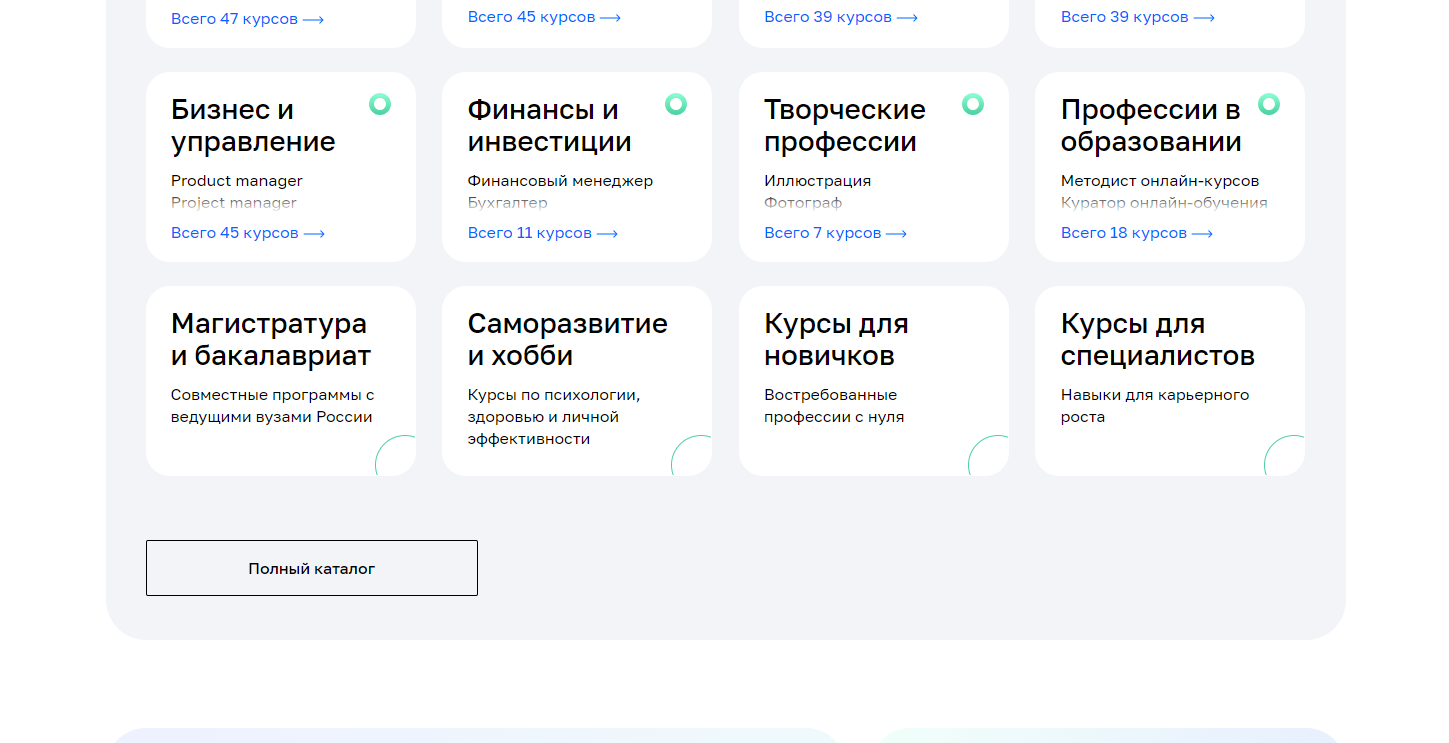 Всего 47 курсов
Всего 45 курсов
Всего 39 курсов
Всего 39 курсов
Бизнес и
управление
Product manager
Project manager
Всего 45 курсов
Финансы и
инвестиции
Финансовый менеджер
Бухгалтер
Всего 11 курсов
Творческие
профессии
Иллюстрация
Фотограф
Всего 7 курсов
Профессии в
образовании
Методист онлайн-курсов
Куратор онлайн-обучения
Всего 18 курсов
Магистратура
и бакалавриат
Совместные программы с
ведущими вузами России
Саморазвитие
и хобби
Курсы по психологии,
здоровью и личной
эффективности
Курсы для
новичков
Востребованные
профессии с нуля
Курсы для
специалистов
Навыки для карьерного
роста
Полный каталог